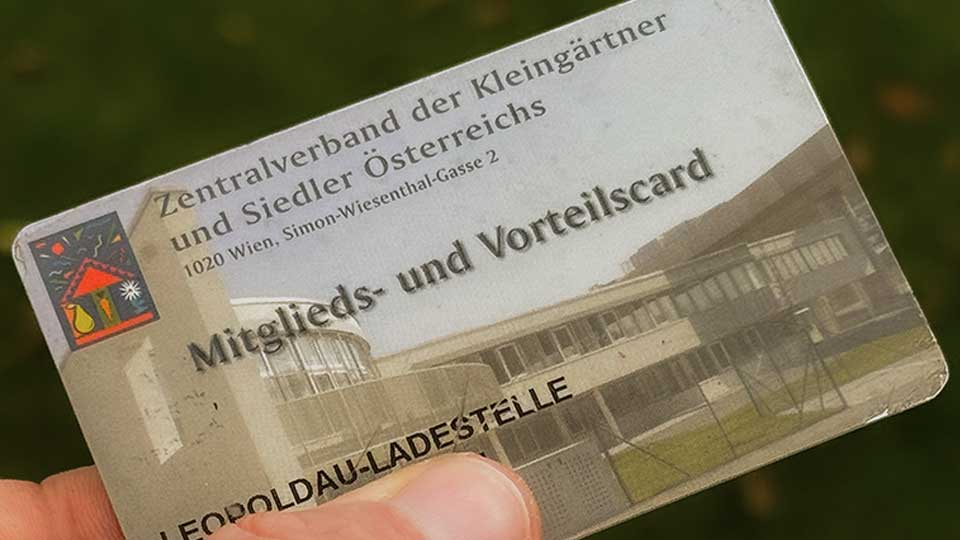 Zentralverband der Kleingärtner
und Siedler Österreichs
1020 Wien, Simon-Wiesenthal-Gasse 2
Mitglieds- und Vorteilscard
LEOPOLDAU-LADESTELLE